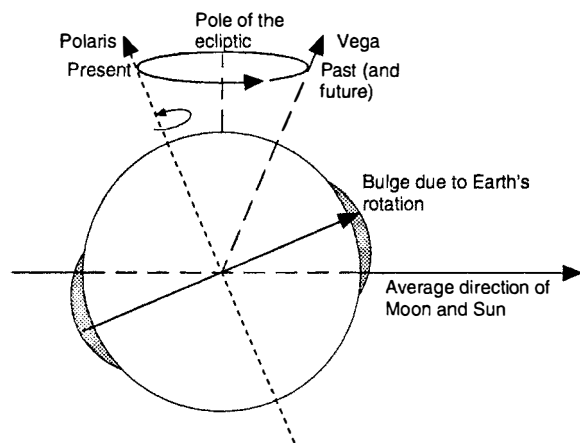 Pole of the
ecliptic
Polaris
Vega
Present
Past (and
future)
Bulge due to Earth's
rotation
Average direction of
Moon and Sun